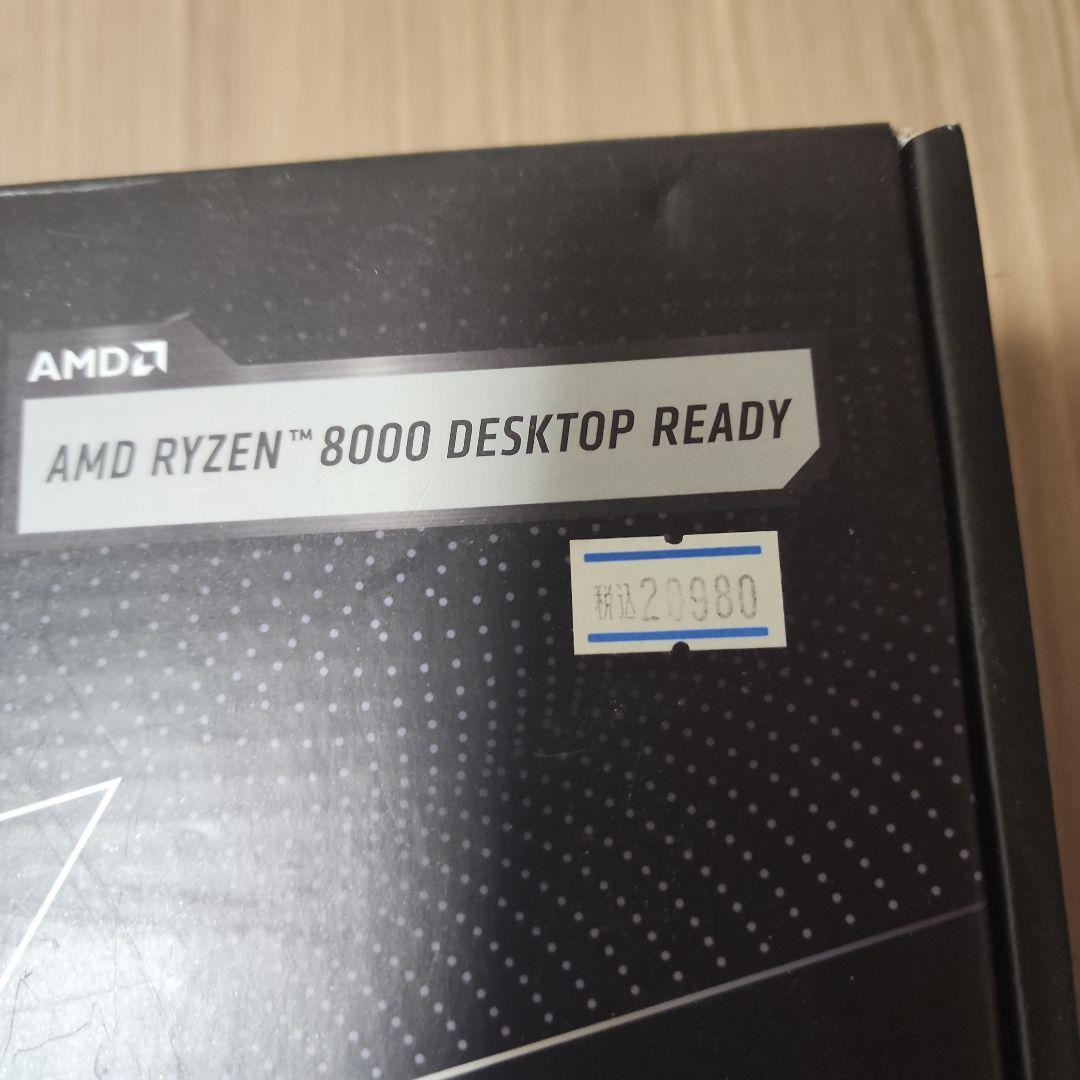 AMD
AMD RYZEN™ 8000 DESKTOP READY
税込20980